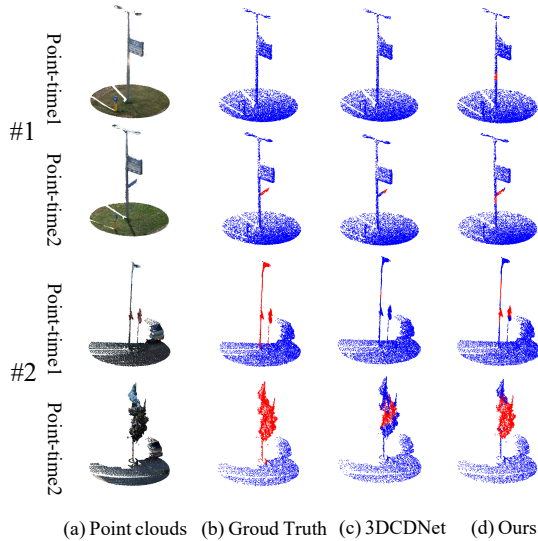 #1
Point-time1
Point-time2
#2
Point-time1
Point-time2
(a) Point clouds
(b) Groud Truth
(c) 3DCDNet
(d) Ours